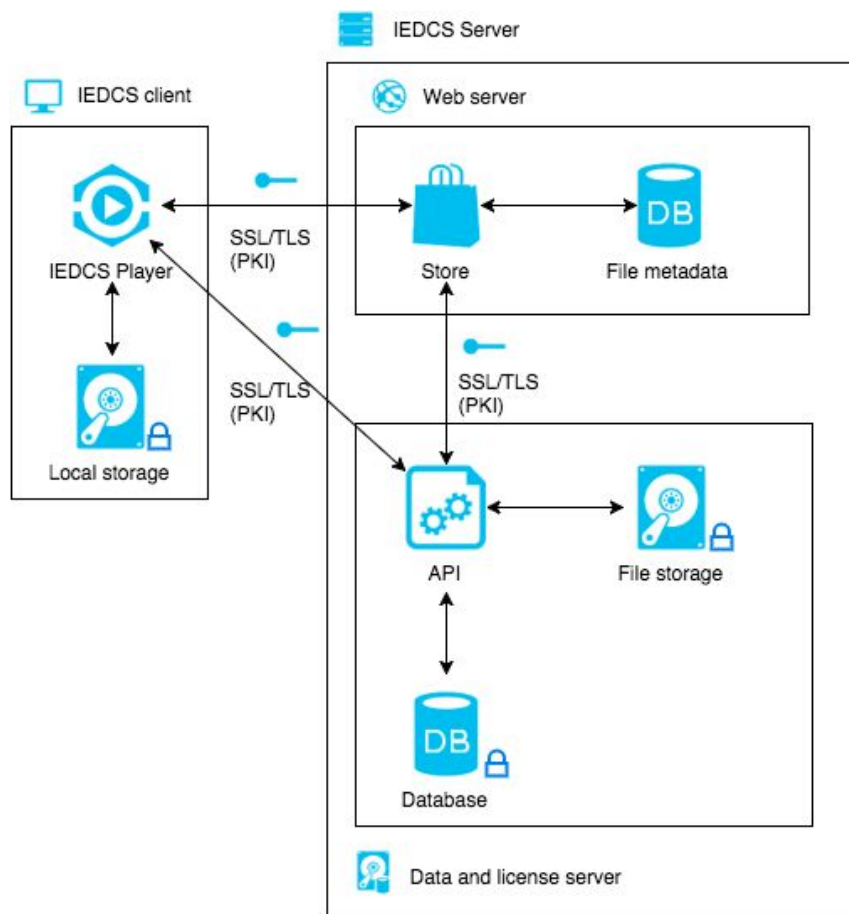 IEDCS Server
IEDCS client
Web server
SSL/TLS
(PKI)
DB
IEDCS Player
Store
File metadata
SSL/TLS
(PKI)
SSL/TLS
(PKI)
Local storage
API
File storage
DB
Database
Data and license server